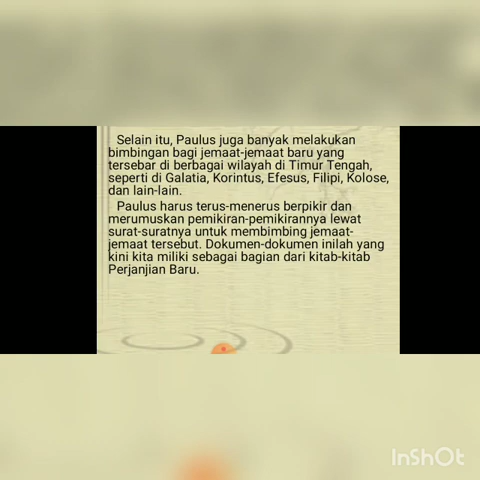 Selain itu, Paulus juga banyak melakukan
bimbingan bagi jemaat-jemaat baru yang
tersebar di berbagai wilayah di Timur Tengah,
seperti di Galatia, Korintus, Efesus, Filipi, Kolose,
dan lain-lain.
Paulus harus terus-menerus berpikir dan
merumuskan pemikiran-pemikirannya lewat
surat-suratnya untuk membimbing jemaat-
jemaat tersebut. Dokumen-dokumen inilah yang
kini kita miliki sebagai bagian dari kitab-kitab
Perjanjian Baru.
InShOt